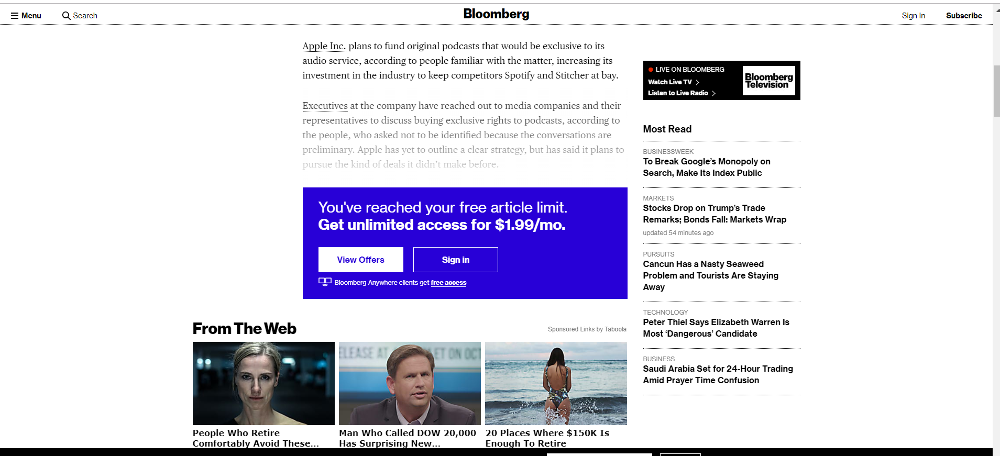 Menu
Search
Bloomberg
Sign In
Subscribe
Apple Inc. plans to fund original podcasts that would be exclusive to its
audio service, according to people familiar with the matter, increasing its
investment in the industry to keep competitors Spotify and Stitcher at bay.
Executives at the company have reached out to media companies and their
representatives to discuss buying exclusive rights to podcasts, according to
the people, who asked not to be identified because the conversations are
preliminary. Apple has yet to outline a clear strategy, but has said it plans to
pursue the kind of deals it didn’t make before.
You've reached your free article limit.
Get unlimited access for $1.99/mo.
View Offers
Sign in
Bloomberg Anywhere clients get free access
LIVE ON BLOOMBERG
Watch Live TV
Listen to Live Radio
Bloomberg
Television
Most Read
BUSINESSWEEK
To Break Google’s Monopoly on
Search, Make Its Index Public
MARKETS
Stocks Drop on Trump’s Trade
Remarks; Bonds Fall: Markets Wrap
updated 54 minutes ago
PURSUITS
Cancun Has a Nasty Seaweed
Problem and Tourists Are Staying
Away
TECHNOLOGY
Peter Thiel Says Elizabeth Warren Is
Most ‘Dangerous’ Candidate
BUSINESS
Saudi Arabia Set for 24-Hour Trading
Amid Prayer Time Confusion
From The Web
Sponsored Links by Taboola
ELEASE AT
ET ON OCT
People Who Retire
Comfortably Avoid These...
Man Who Called DOW 20,000
Has Surprising New...
20 Places Where $150K Is
Enough To Retire